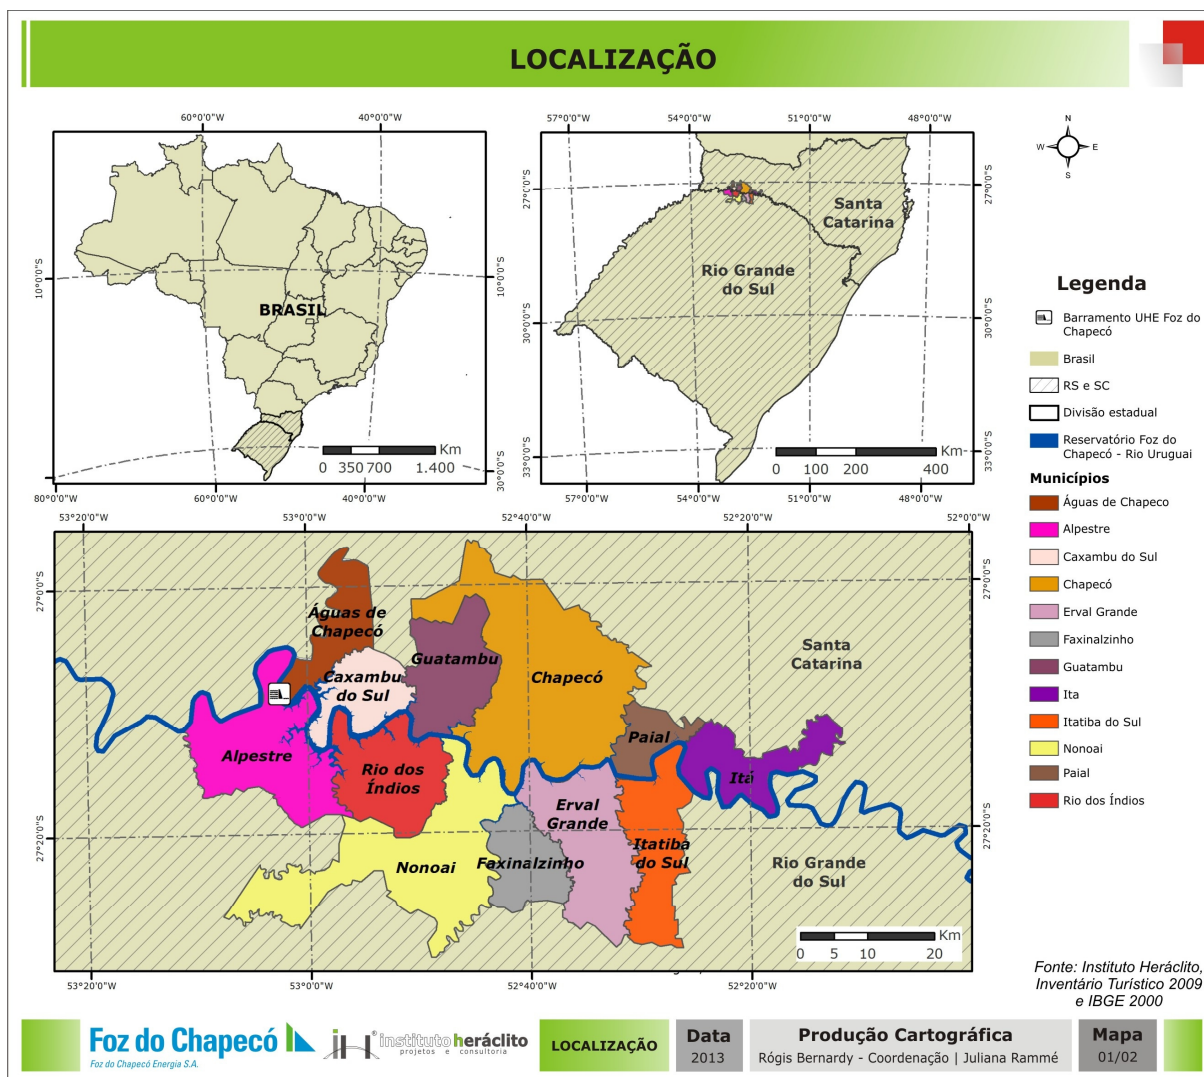 LOCALIZAÇÃO
60°0'0"W
40°0'0"W
10°0'0"S
10°0'0"S
BRASIL
Km
0 350 700 1.400
30°0'0"S
80°0'0"W
60°0'0"W
40°0'0"W
57°0'0"W
54°0'0"W
51°0'0"W
48°0'0"W
27°0'0"S
27°0'0"S
Santa
Catarina
Rio Grande
do Sul
30°0'0"S
30°0'0"S
Km
0 100 200 400
33°0'0"S
33°0'0"S
57°0'0"W
54°0'0"W
51°0'0"W
48°0'0"W
N
W
E
S
Legenda
Barramento UHE Foz do
Chapecó
Brasil
RS e SC
Divisão estadual
Reservatório Foz do
Chapecó - Rio Uruguai
Municípios
Águas de Chapeco
Alpestre
Caxambu do Sul
Chapecó
Erval Grande
Faxinalzinho
Guatambu
Ita
Itatiba do Sul
Nonoai
Paial
Rio dos Índios
53°20'0"W
53°0'0"W
52°40'0"W
52°20'0"W
52°0'0"W
27°0'0"S
27°0'0"S
Águas de
Chapecó
Guatambu
Caxambu
do Sul
Chapecó
Santa
Catarina
Alpestre
Rio dos
Índios
Paial
Itá
Erval
Grande
Nonoai
Faxinalzinho
Itatiba
do Sul
Rio Grande
do Sul
27°20'0"S
27°20'0"S
Km
0 5 10 20
53°20'0"W
53°0'0"W
52°40'0"W
52°20'0"W
Fonte: Instituto Heráclito,
Inventário Turístico 2009
e IBGE 2000
Foz do Chapecó
Foz do Chapecó Energia S.A.
iH® instituto heráclito
projetos e consultoria
LOCALIZAÇÃO
Data
2013
Produção Cartográfica
Rógis Bernardy - Coordenação | Juliana Rammé
Mapa
01/02